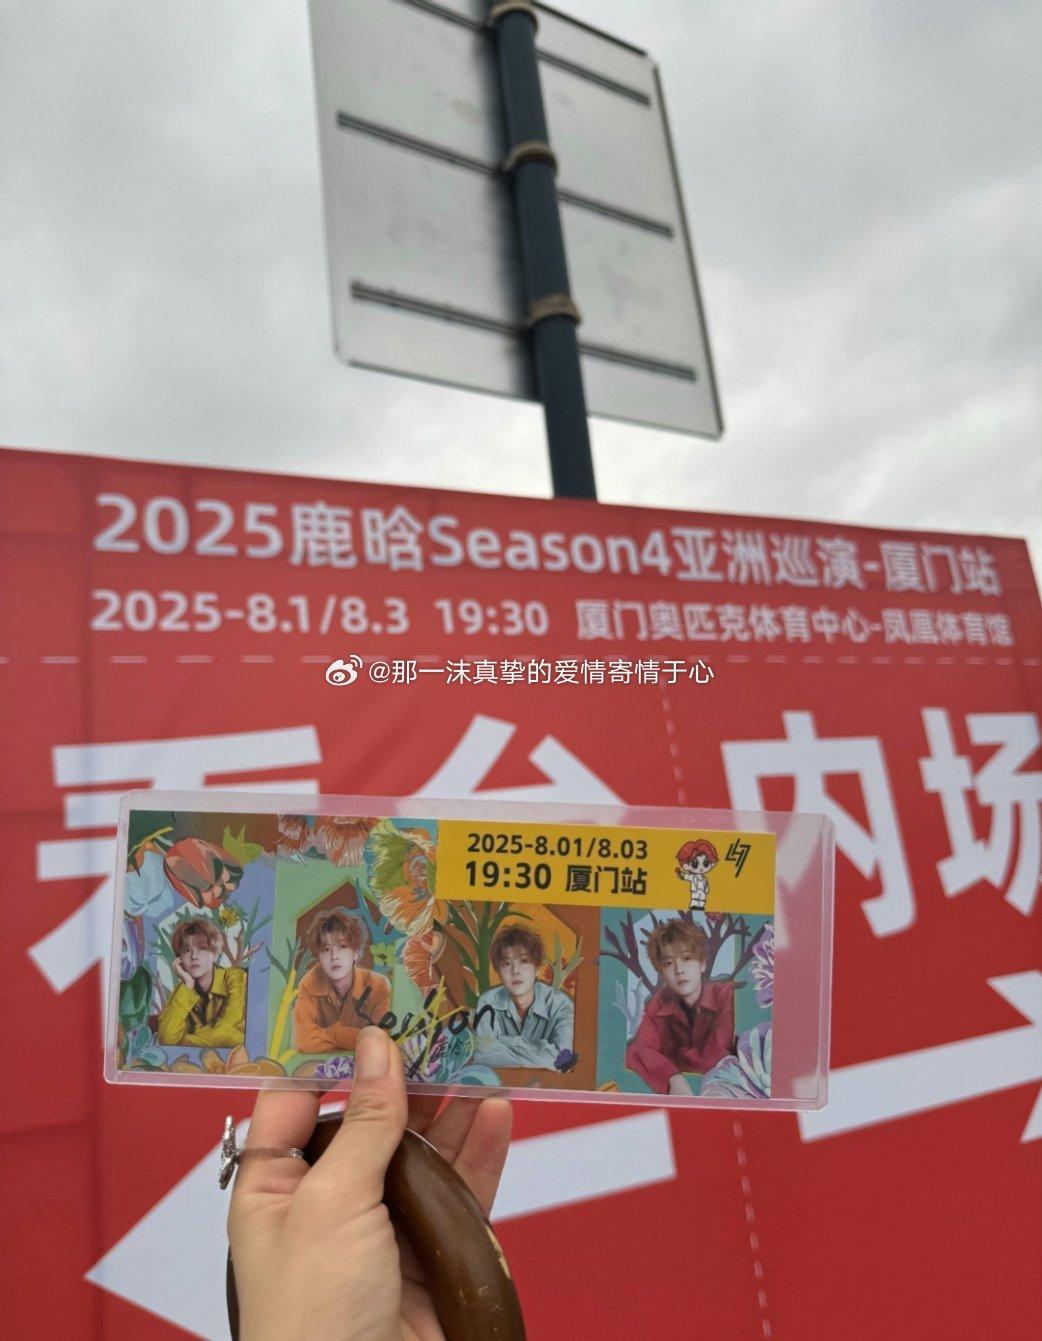 2025鹿晗Season4亚洲巡演-厦门站
2025-8.1/8.3 19:30 厦门奥匹克体育中心-凤凰体育馆
@那一沫真挚的爱情寄情于心
看台 内场
2025-8.01/8.03
19:30 厦门站
Season